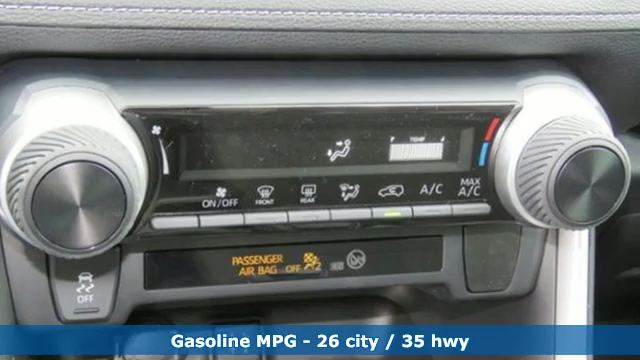 TEMP
ON/OFF
FRONT
REAR
A/C
MAX
A/C
PASSENGER
AIR BAG OFF
OFF
Gasoline MPG - 26 city / 35 hwy